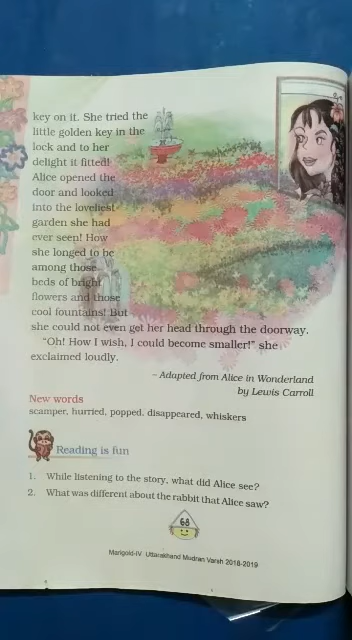 key on it. She tried the
little golden key in the
lock and to her
delight it fitted!
Alice opened the
door and looked
into the loveliest
garden she had
ever seen! How
she longed to be
among those
beds of bright
flowers and those
cool fountains! But
she could not even get her head through the doorway.
“Oh! How I wish, I could become smaller!” she
exclaimed loudly.
– Adapted from Alice in Wonderland
by Lewis Carroll
New words
scamper, hurried, popped, disappeared, whiskers
Reading is fun
1. While listening to the story, what did Alice see?
2. What was different about the rabbit that Alice saw?
68
Marigold-IV Uttarakhand Mudran Varsh 2018-2019